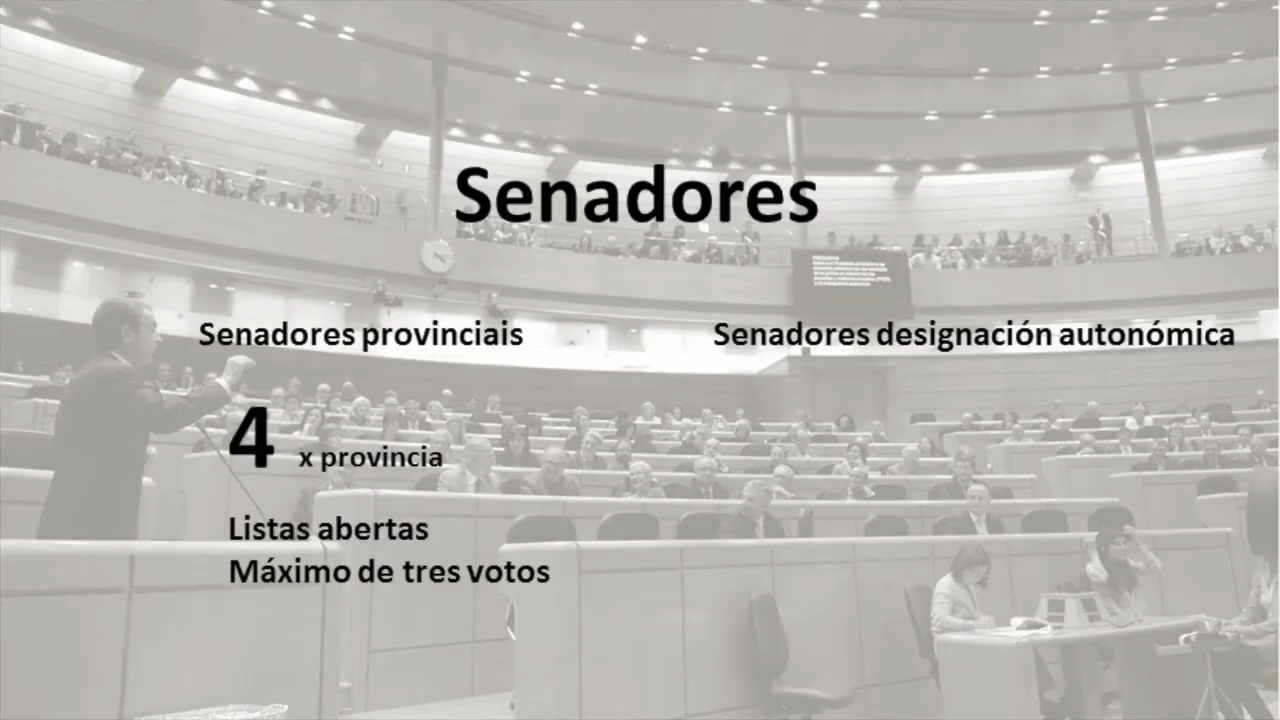 Senadores
Senadores provinciais
Senadores designación autonómica
4 x provincia
Listas abertas
Máximo de tres votos